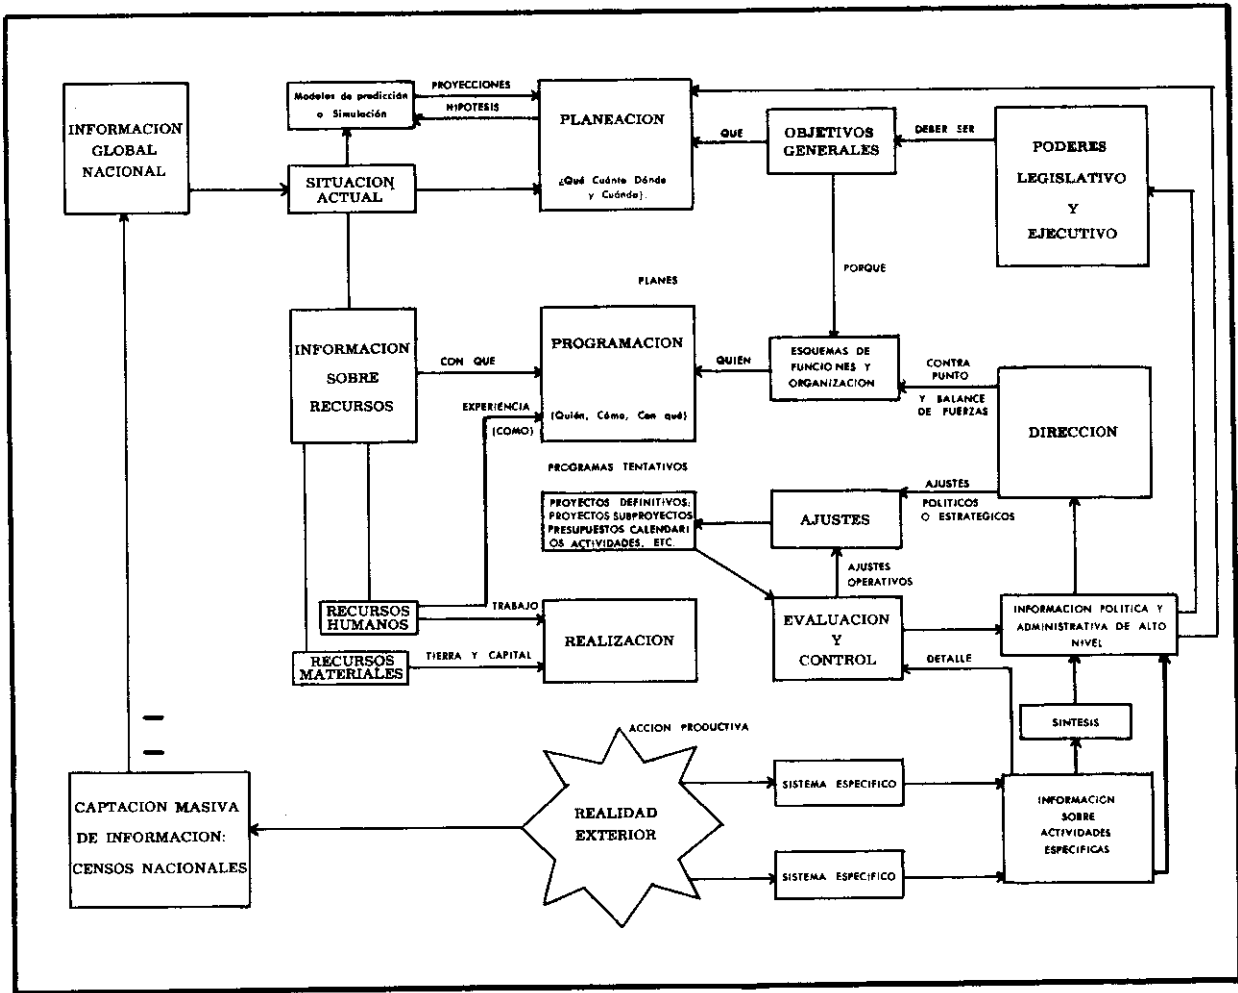 INFORMACION
GLOBAL
NACIONAL
Modelos de predicción
o Simulación
PROYECCIONES
HIPOTESIS
SITUACION
ACTUAL
PLANEACION
¿Qué Cuánto Dónde
y Cuándo).
QUE
OBJETIVOS
GENERALES
DEBER SER
PODERES
LEGISLATIVO
Y
EJECUTIVO
PORQUE
PLANES
INFORMACION
SOBRE
RECURSOS
CON QUE
EXPERIENCIA
(COMO)
PROGRAMACION
(Quién, Cómo, Con qué)
QUIEN
ESQUEMAS DE
FUNCIONES Y
ORGANIZACION
CONTRA
PUNTO
Y BALANCE
DE FUERZAS
DIRECCION
PROGRAMAS TENTATIVOS
PROYECTOS DEFINITIVOS:
PROYECTOS SUBPROYECTOS
PRESUPUESTOS CALENDARI
OS ACTIVIDADES, ETC.
AJUSTES
AJUSTES
POLITICOS
O ESTRATEGICOS
AJUSTES
OPERATIVOS
RECURSOS
HUMANOS
TRABAJO
RECURSOS
MATERIALES
TIERRA Y CAPITAL
REALIZACION
EVALUACION
Y
CONTROL
INFORMACION POLITICA Y
ADMINISTRATIVA DE ALTO
NIVEL
DETALLE
SINTESIS
ACCION PRODUCTIVA
CAPTACION MASIVA
DE INFORMACION:
CENSOS NACIONALES
REALIDAD
EXTERIOR
SISTEMA ESPECIFICO
SISTEMA ESPECIFICO
INFORMACION
SOBRE
ACTIVIDADES
ESPECIFICAS